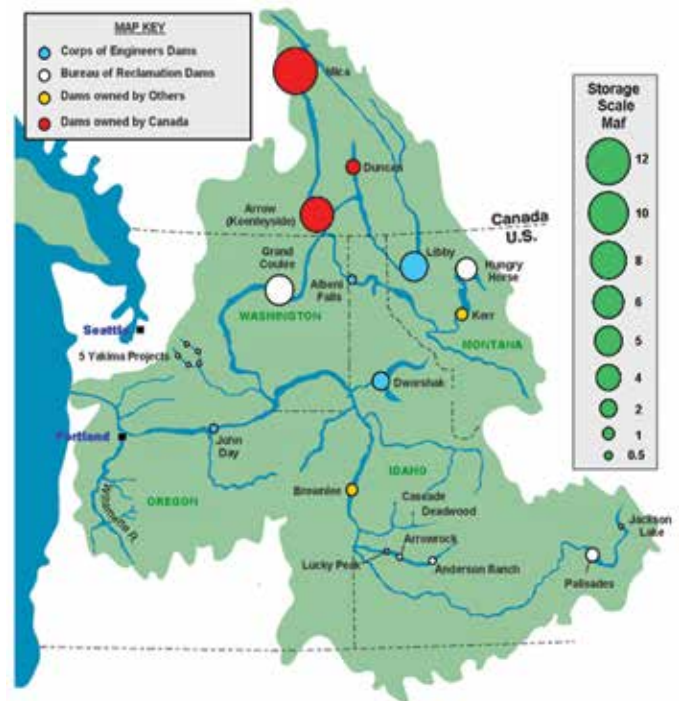 MAP KEY
Corps of Engineers Dams
Bureau of Reclamation Dams
Dams owned by Others
Dams owned by Canada
Storage
Scale
Maf
12
10
8
6
5
4
2
1
0.5
Mica
Duncan
Arrow
(Keenleyside)
Canada
U.S.
Grand
Coulee
Libby
Hungry
Horse
Albeni
Falls
WASHINGTON
Kerr
Seattle
MONTANA
5 Yakima Projects
Dworshak
Portland
John
Day
IDAHO
Brownlee
Cascade
OREGON
Deadwood
Willamette R.
Jackson
Lake
Arrowrock
Lucky Peak
Anderson Ranch
Palisades